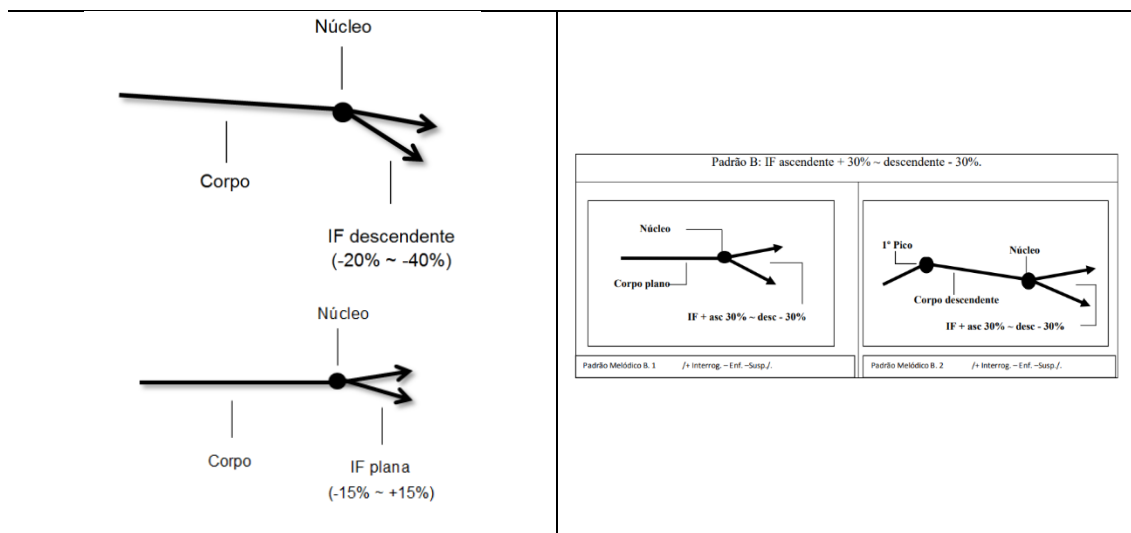 Núcleo
Corpo
IF descendente
(-20% ~ -40%)
Núcleo
Corpo
IF plana
(-15% ~ +15%)
Padrão B: IF ascendente + 30% ~ descendente - 30%.
Núcleo
Corpo plano
IF + asc 30% ~ desc - 30%
Padrão Melódico B. 1 /+ Interrog. – Enf. –Susp./.
1º Pico
Núcleo
Corpo descendente
IF + asc 30% ~ desc - 30%
Padrão Melódico B. 2 /+ Interrog. – Enf. –Susp./.